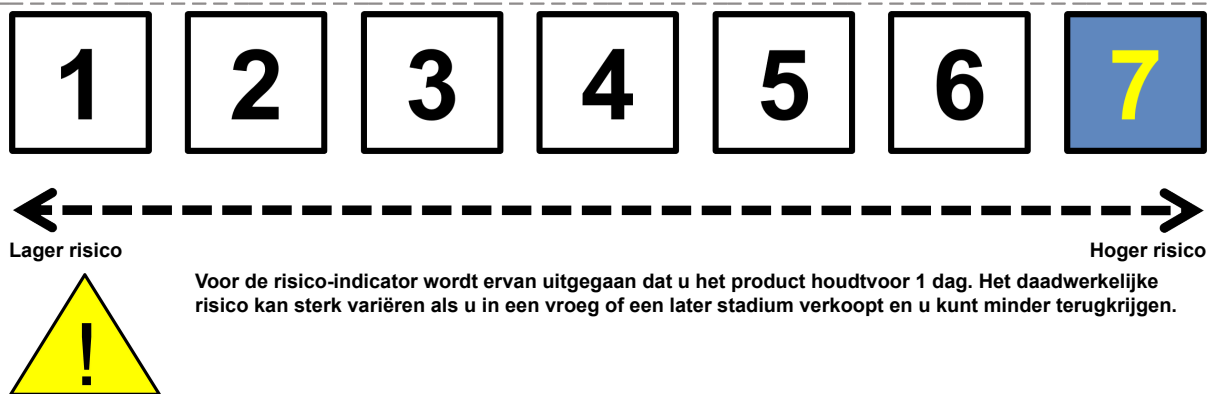 1 2 3 4 5 6 7
Lager risico Hoger risico
Voor de risico-indicator wordt ervan uitgegaan dat u het product houdtvoor 1 dag. Het daadwerkelijke
risico kan sterk variëren als u in een vroeg of een later stadium verkoopt en u kunt minder terugkrijgen.
!